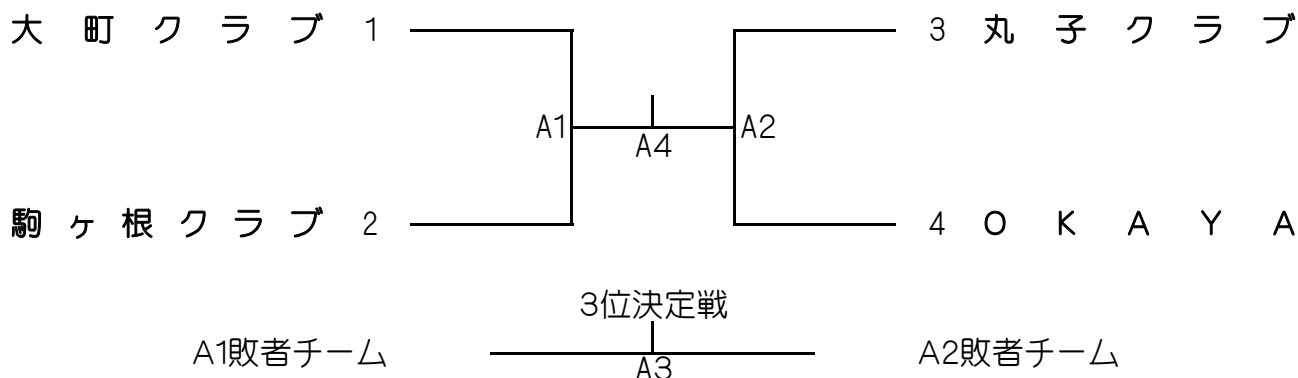 大町クラブ 1 3 丸子クラブ
A1 A2
A4
駒ヶ根クラブ 2 4 OKAYA
3位決定戦
A1敗者チーム A2敗者チーム
A3